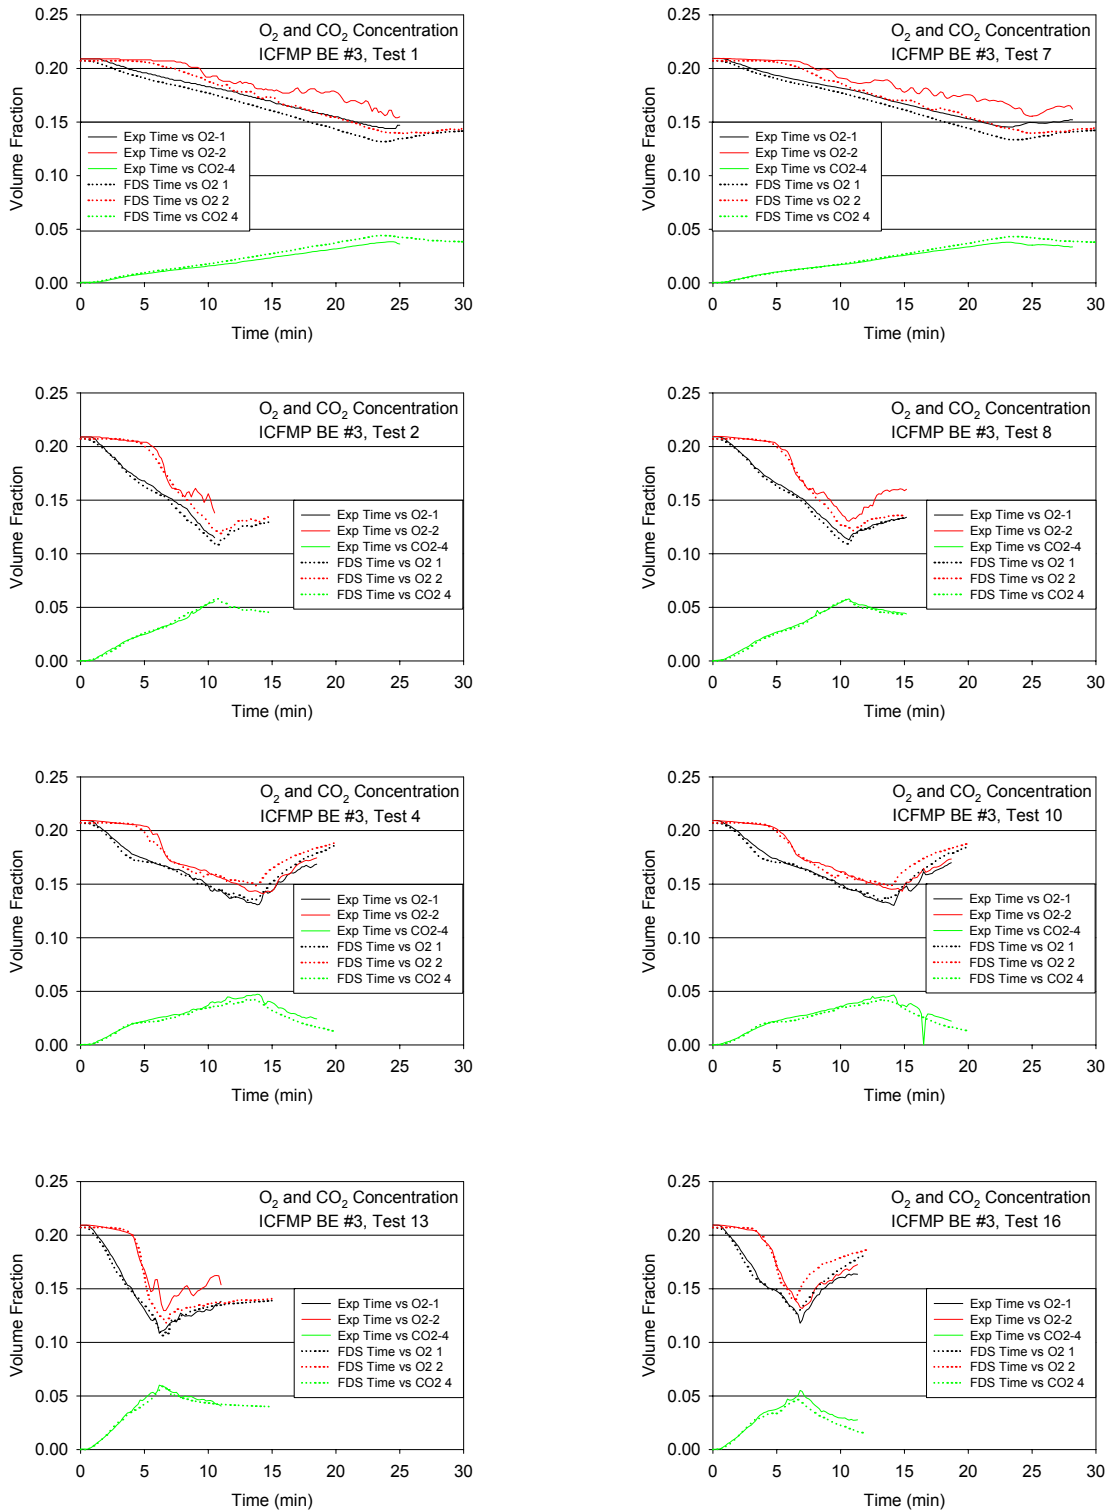 O2 and CO2 Concentration
ICFMP BE #3, Test 1
Volume Fraction
0.25
0.20
0.15
0.10
0.05
0.00
Exp Time vs O2-1
Exp Time vs O2-2
Exp Time vs CO2-4
FDS Time vs O2 1
FDS Time vs O2 2
FDS Time vs CO2 4
0 5 10 15 20 25 30
Time (min)
O2 and CO2 Concentration
ICFMP BE #3, Test 7
Volume Fraction
0.25
0.20
0.15
0.10
0.05
0.00
Exp Time vs O2-1
Exp Time vs O2-2
Exp Time vs CO2-4
FDS Time vs O2 1
FDS Time vs O2 2
FDS Time vs CO2 4
0 5 10 15 20 25 30
Time (min)
O2 and CO2 Concentration
ICFMP BE #3, Test 2
Volume Fraction
0.25
0.20
0.15
0.10
0.05
0.00
Exp Time vs O2-1
Exp Time vs O2-2
Exp Time vs CO2-4
FDS Time vs O2 1
FDS Time vs O2 2
FDS Time vs CO2 4
0 5 10 15 20 25 30
Time (min)
O2 and CO2 Concentration
ICFMP BE #3, Test 8
Volume Fraction
0.25
0.20
0.15
0.10
0.05
0.00
Exp Time vs O2-1
Exp Time vs O2-2
Exp Time vs CO2-4
FDS Time vs O2 1
FDS Time vs O2 2
FDS Time vs CO2 4
0 5 10 15 20 25 30
Time (min)
O2 and CO2 Concentration
ICFMP BE #3, Test 4
Volume Fraction
0.25
0.20
0.15
0.10
0.05
0.00
Exp Time vs O2-1
Exp Time vs O2-2
Exp Time vs CO2-4
FDS Time vs O2 1
FDS Time vs O2 2
FDS Time vs CO2 4
0 5 10 15 20 25 30
Time (min)
O2 and CO2 Concentration
ICFMP BE #3, Test 10
Volume Fraction
0.25
0.20
0.15
0.10
0.05
0.00
Exp Time vs O2-1
Exp Time vs O2-2
Exp Time vs CO2-4
FDS Time vs O2 1
FDS Time vs O2 2
FDS Time vs CO2 4
0 5 10 15 20 25 30
Time (min)
O2 and CO2 Concentration
ICFMP BE #3, Test 13
Volume Fraction
0.25
0.20
0.15
0.10
0.05
0.00
Exp Time vs O2-1
Exp Time vs O2-2
Exp Time vs CO2-4
FDS Time vs O2 1
FDS Time vs O2 2
FDS Time vs CO2 4
0 5 10 15 20 25 30
Time (min)
O2 and CO2 Concentration
ICFMP BE #3, Test 16
Volume Fraction
0.25
0.20
0.15
0.10
0.05
0.00
Exp Time vs O2-1
Exp Time vs O2-2
Exp Time vs CO2-4
FDS Time vs O2 1
FDS Time vs O2 2
FDS Time vs CO2 4
0 5 10 15 20 25 30
Time (min)